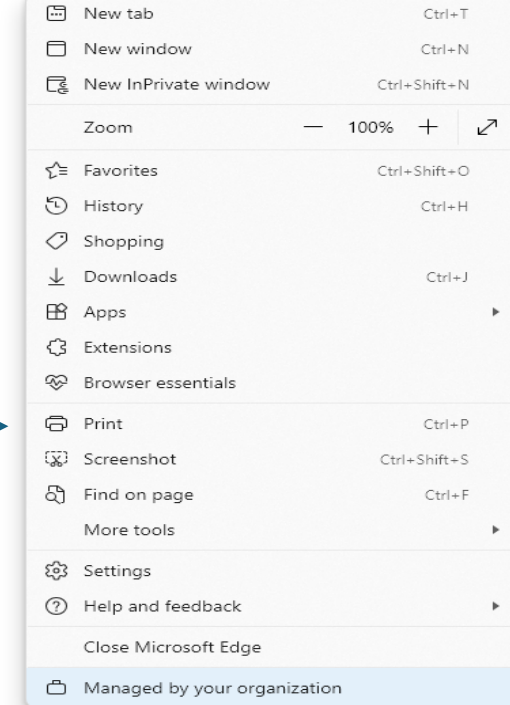 New tab Ctrl+T
New window Ctrl+N
New InPrivate window Ctrl+Shift+N
Zoom — 100% +
Favorites Ctrl+Shift+O
History Ctrl+H
Shopping
Downloads Ctrl+J
Apps
Extensions
Browser essentials
Print Ctrl+P
Screenshot Ctrl+Shift+S
Find on page Ctrl+F
More tools
Settings
Help and feedback
Close Microsoft Edge
Managed by your organization